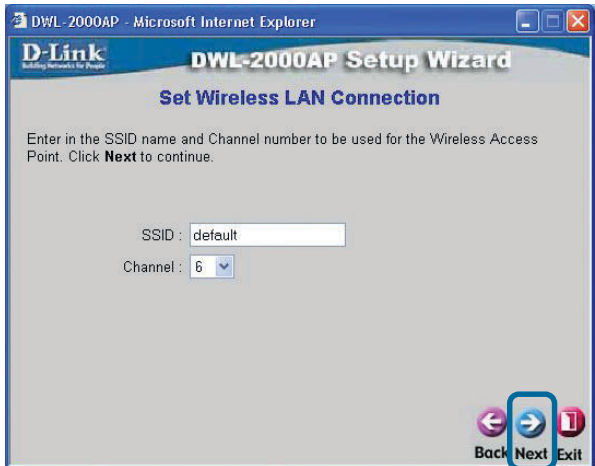 DWL-2000AP - Microsoft Internet Explorer
D-Link
Building Networks for People
DWL-2000AP Setup Wizard
Set Wireless LAN Connection
Enter in the SSID name and Channel number to be used for the Wireless Access
Point. Click Next to continue.
SSID : default
Channel : 6
Back Next Exit